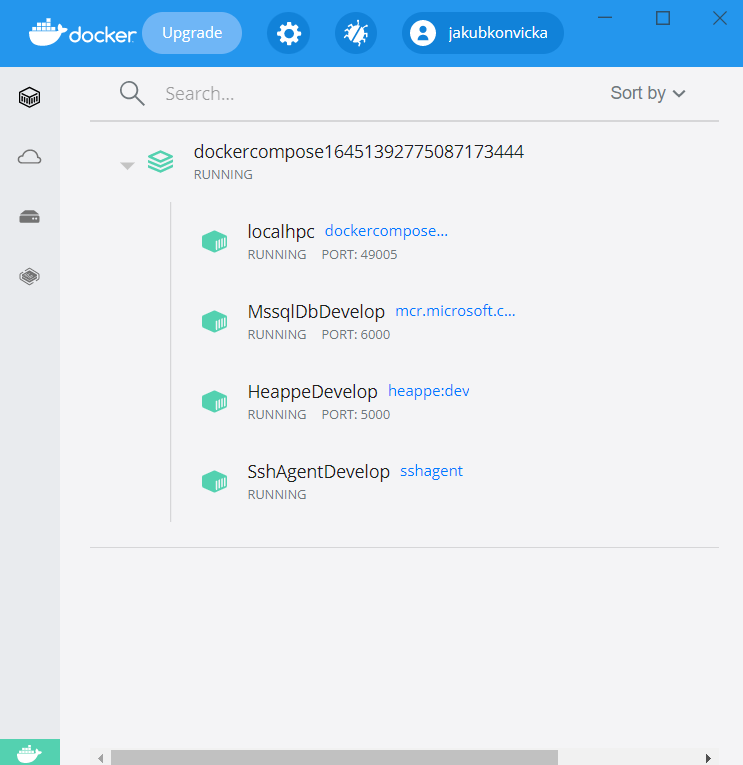 docker
Upgrade
jakubkonvicka
Search...
Sort by
dockercompose16451392775087173444
RUNNING
localhpc dockercompose...
RUNNING PORT: 49005
MssqlDbDevelop mcr.microsoft.c...
RUNNING PORT: 6000
HeappeDevelop heappe:dev
RUNNING PORT: 5000
SshAgentDevelop sshagent
RUNNING